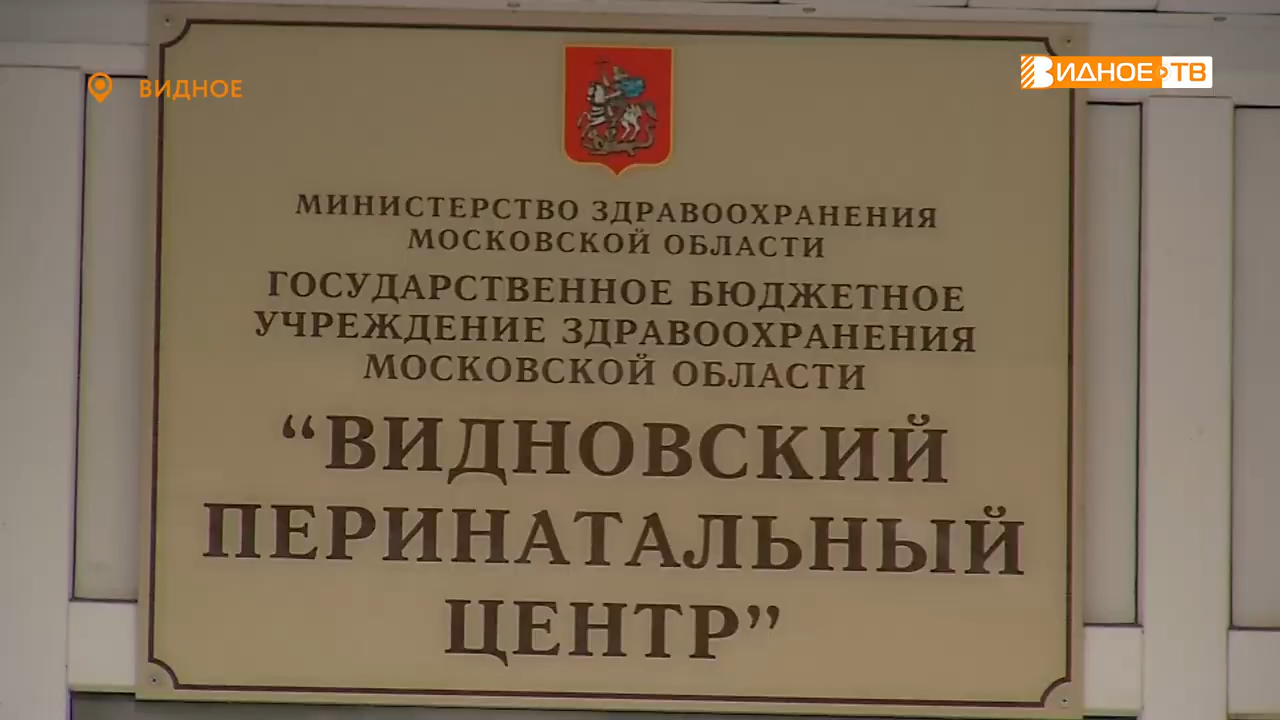 ВИДНОЕ
ВИДНОЕ ТВ
МИНИСТЕРСТВО ЗДРАВООХРАНЕНИЯ
МОСКОВСКОЙ ОБЛАСТИ
ГОСУДАРСТВЕННОЕ БЮДЖЕТНОЕ
УЧРЕЖДЕНИЕ ЗДРАВООХРАНЕНИЯ
МОСКОВСКОЙ ОБЛАСТИ
“ВИДНОВСКИЙ
ПЕРИНАТАЛЬНЫЙ
ЦЕНТР”